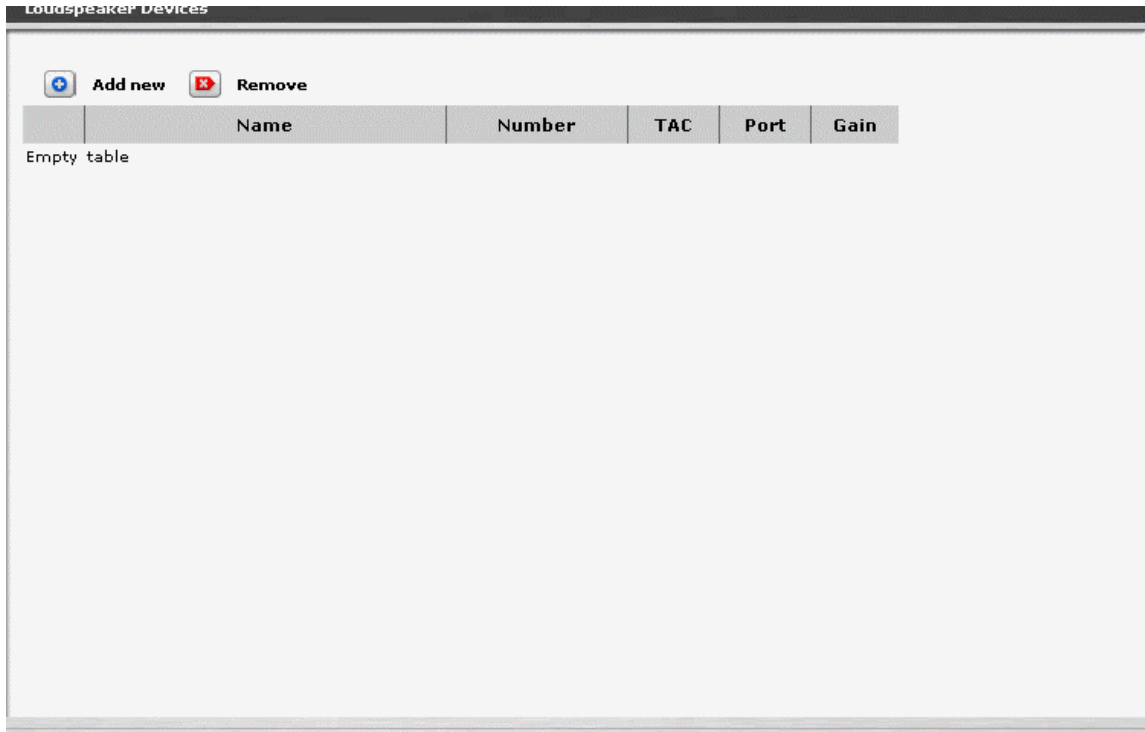 Loudspeaker Devices
Add new Remove
Name Number TAC Port Gain
Empty table